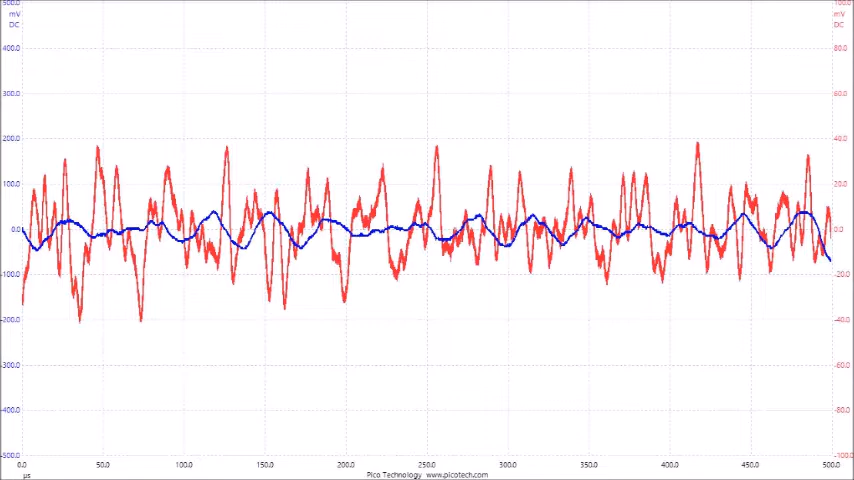 500.0 100.0
mV mV
DC DC
400.0 80.0
300.0 60.0
200.0 40.0
100.0 20.0
0.0 0.0
-100.0 -20.0
-200.0 -40.0
-300.0 -60.0
-400.0 -80.0
-500.0 -100.0
0.0 50.0 100.0 150.0 200.0 250.0 300.0 350.0 400.0 450.0 500.0
µs Pico Technology www.picotech.com